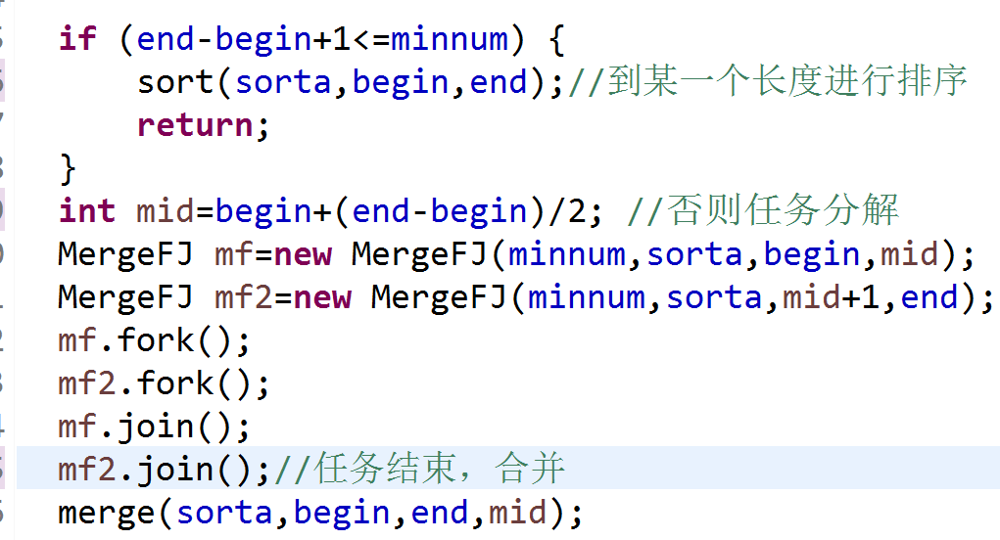 if (end-begin+1<=minnum) {
sort(sorta,begin,end);//到某一个长度进行排序
return;
}
int mid=begin+(end-begin)/2; //否则任务分解
MergeFJ mf=new MergeFJ(minnum,sorta,begin,mid);
MergeFJ mf2=new MergeFJ(minnum,sorta,mid+1,end);
mf.fork();
mf2.fork();
mf.join();
mf2.join();//任务结束，合并
merge(sorta,begin,end,mid);